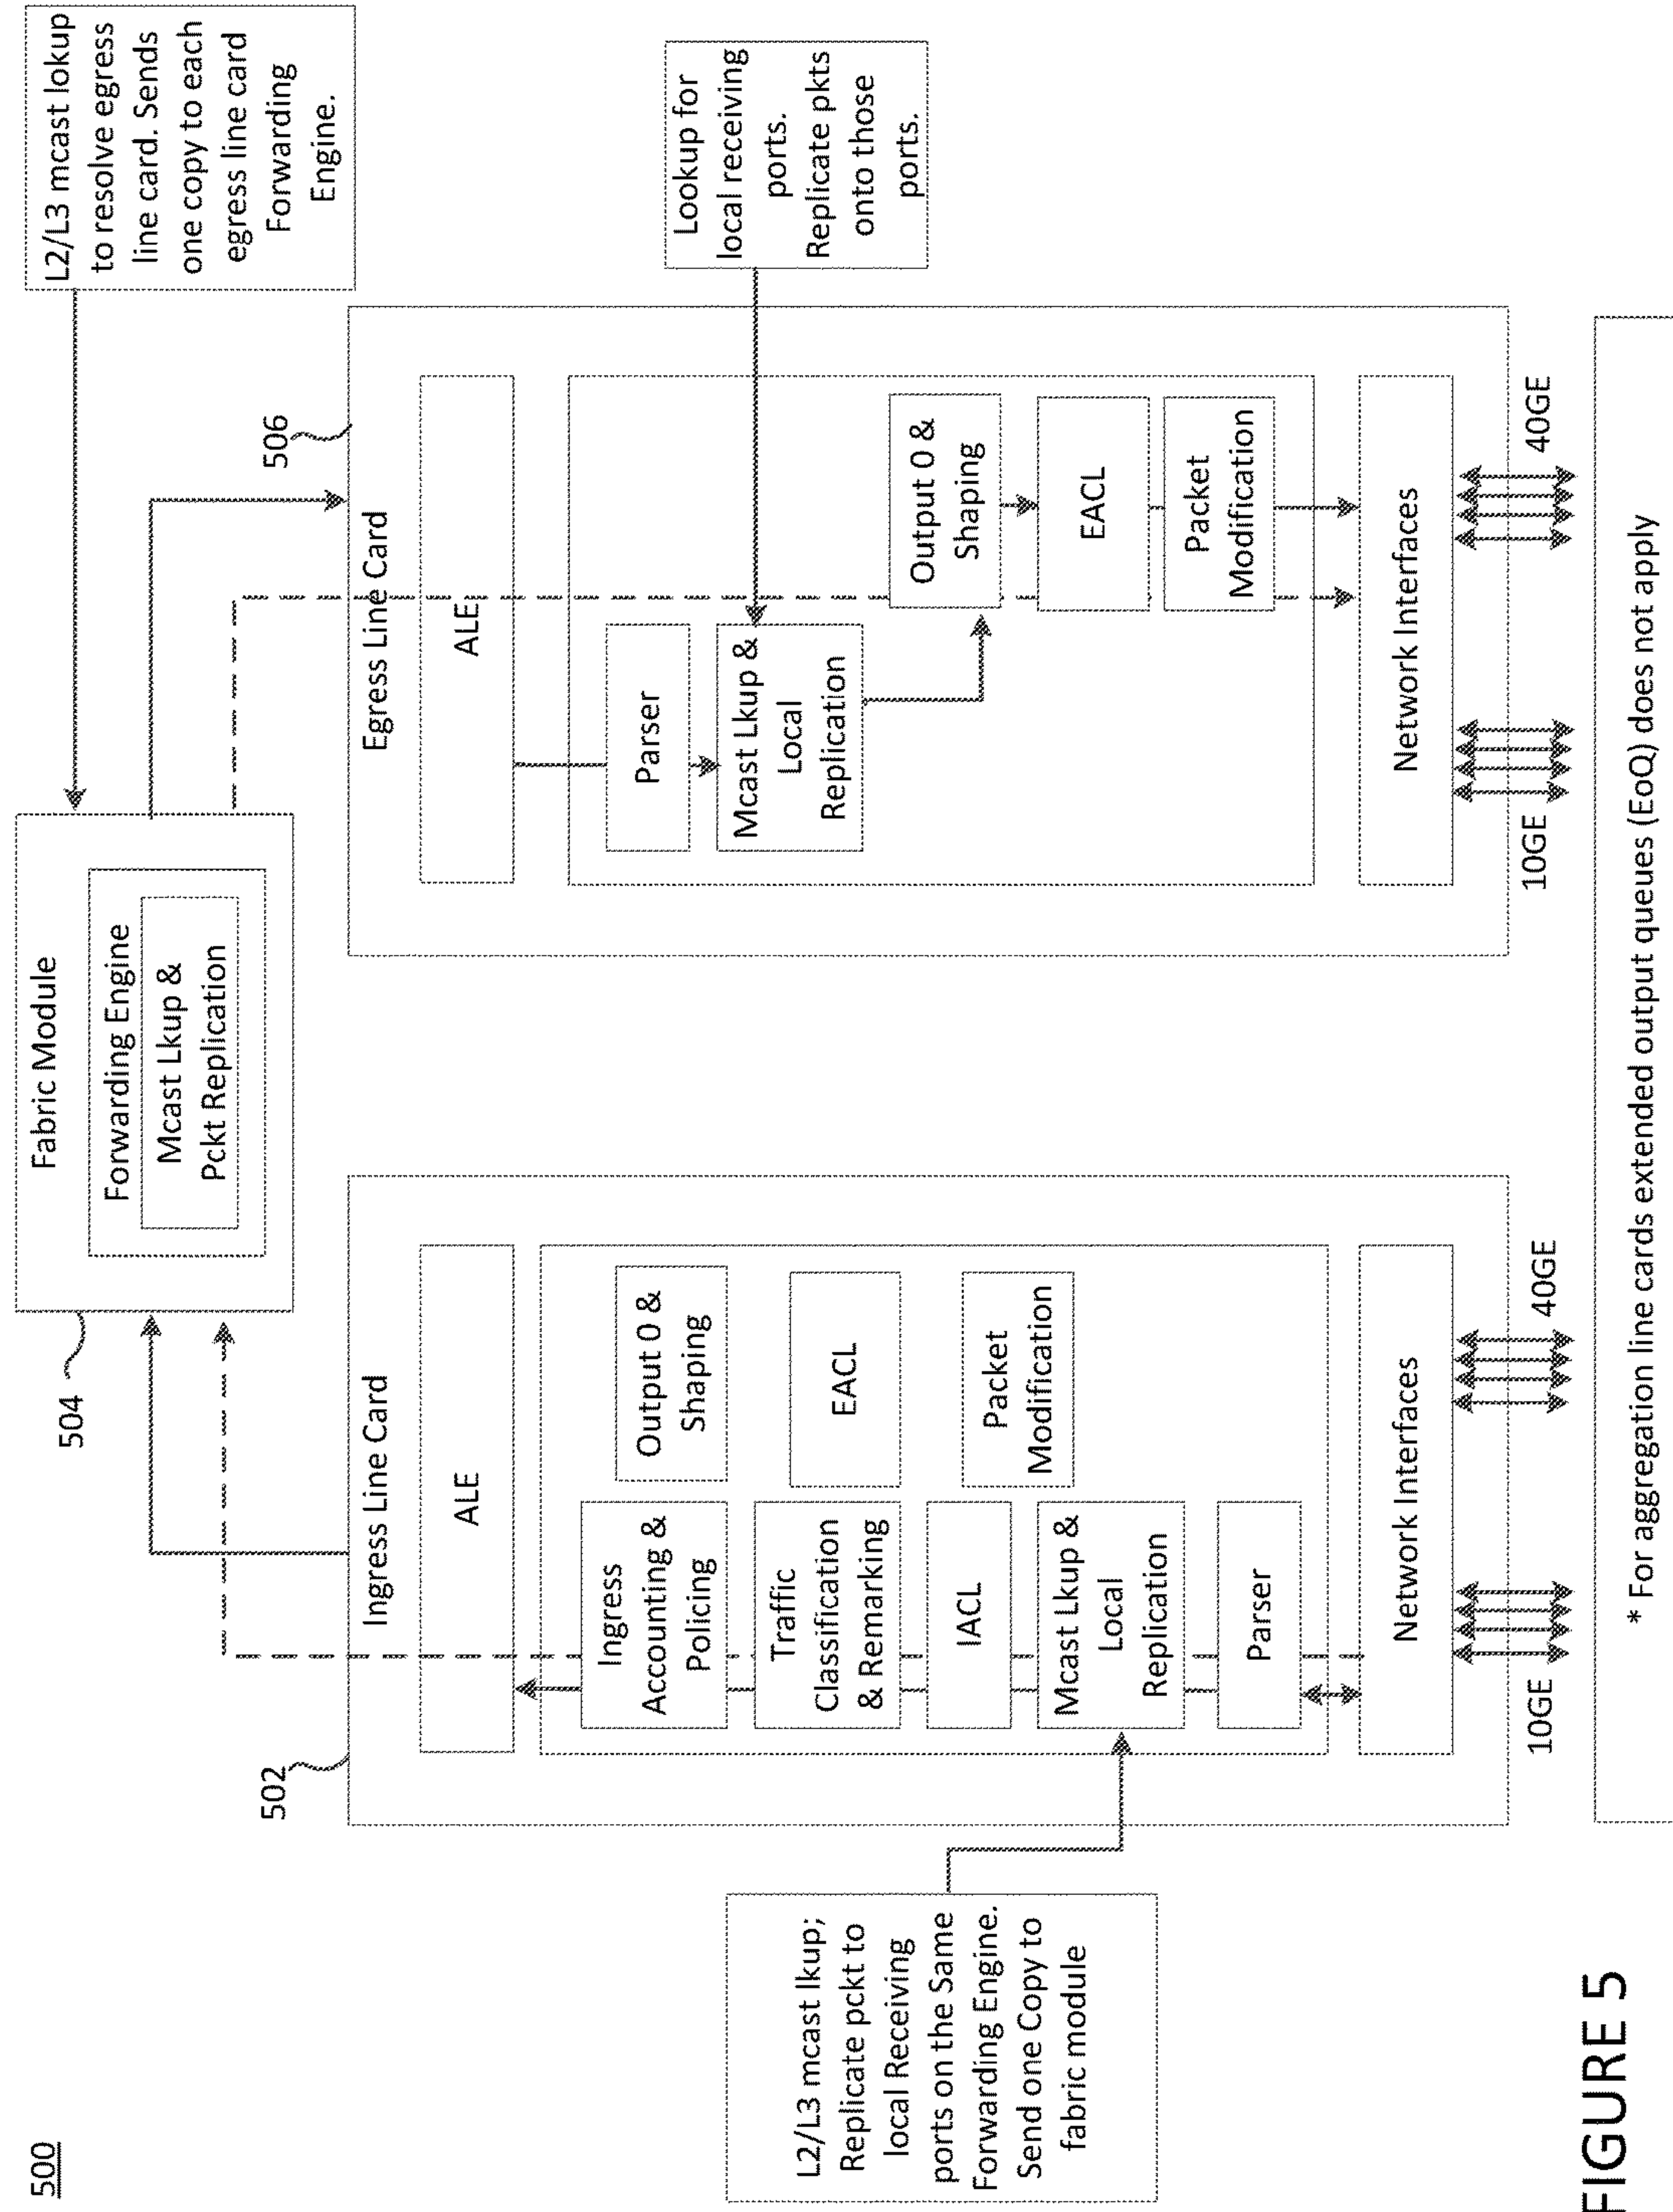 500
L2/L3 mcast lkup;
Replicate pckt to
local Receiving
ports on the Same
Forwarding Engine.
Send one Copy to
fabric module
504
Fabric Module
Forwarding Engine
Mcast Lkup &
Pckt Replication
L2/L3 mcast lokup
to resolve egress
line card. Sends
one copy to each
egress line card
Forwarding
Engine.
502
Ingress Line Card
ALE
Ingress
Accounting &
Policing
Traffic
Classification
& Remarking
IACL
Mcast Lkup &
Local
Replication
Parser
Output 0 &
Shaping
EACL
Packet
Modification
Network Interfaces
10GE
40GE
506
Egress Line Card
ALE
Parser
Mcast Lkup &
Local
Replication
Output 0 &
Shaping
EACL
Packet
Modification
Network Interfaces
10GE
40GE
Lookup for
local receiving
ports.
Replicate pkts
onto those
ports.
* For aggregation line cards extended output queues (EoQ) does not apply
FIGURE 5